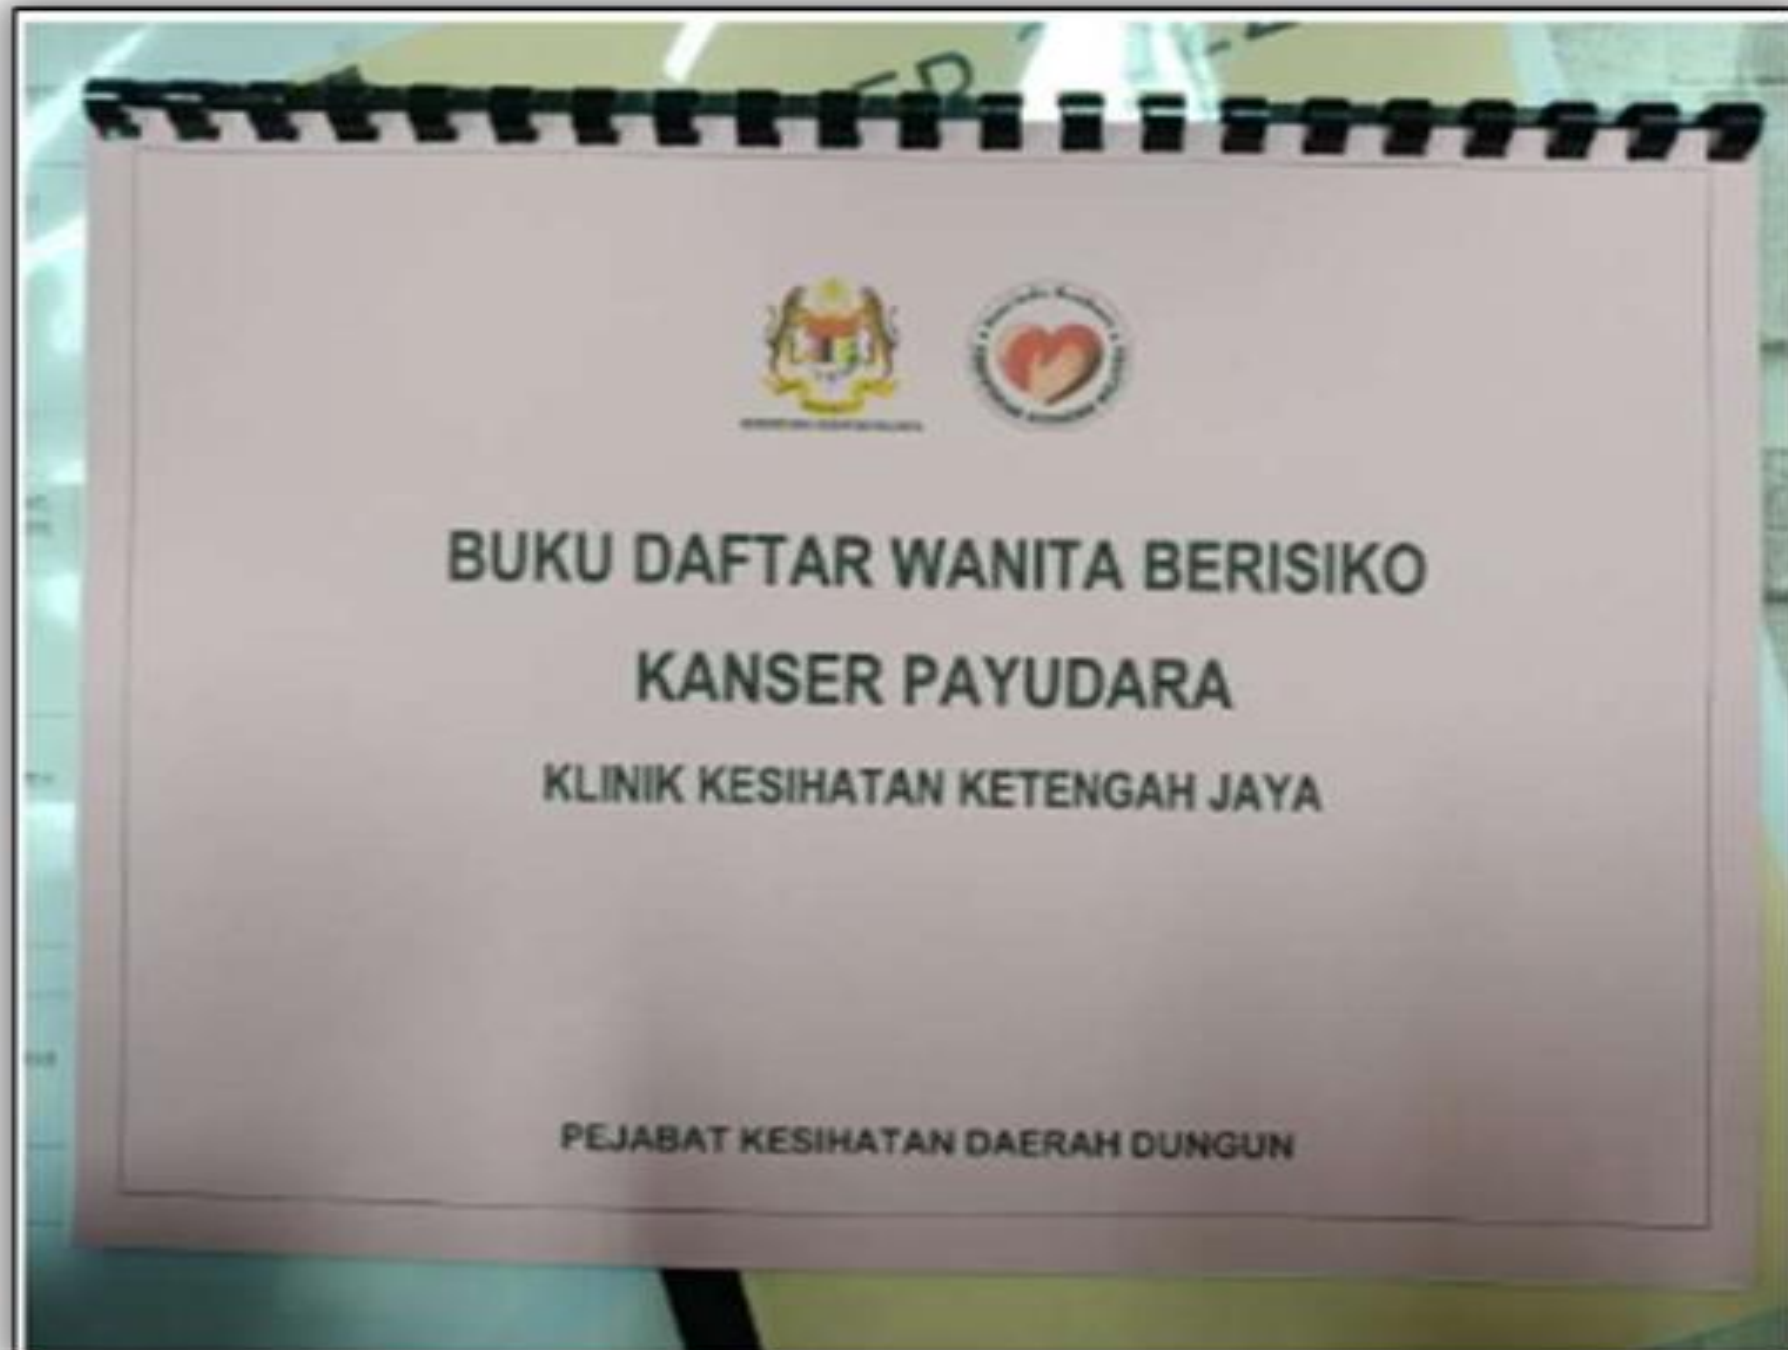 BUKU DAFTAR WANITA BERISIKO
KANSER PAYUDARA
KLINIK KESIHATAN KETENGAH JAYA
PEJABAT KESIHATAN DAERAH DUNGUN